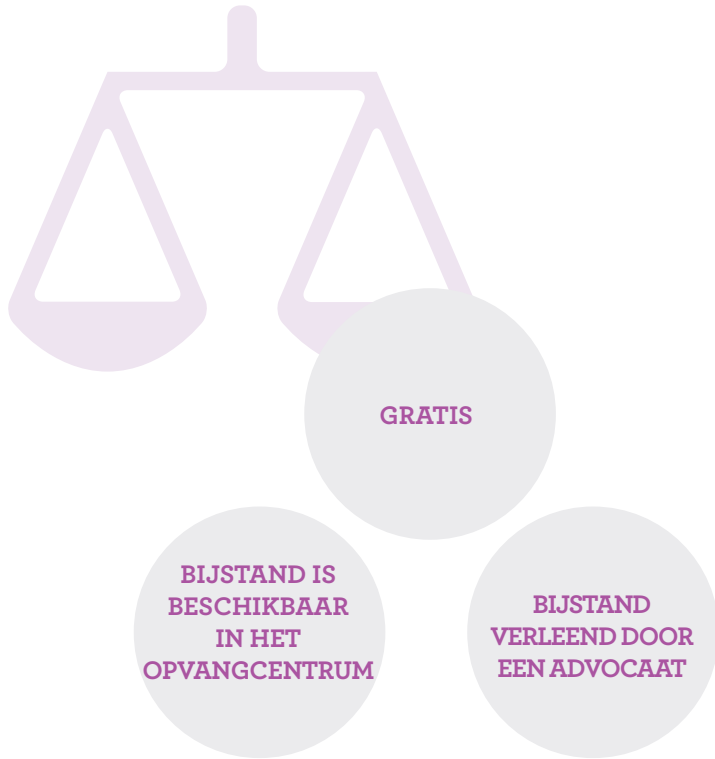 GRATIS
BIJSTAND IS
BESCHIKBAAR
IN HET
OPVANGCENTRUM
BIJSTAND
VERLEEND DOOR
EEN ADVOCAAT